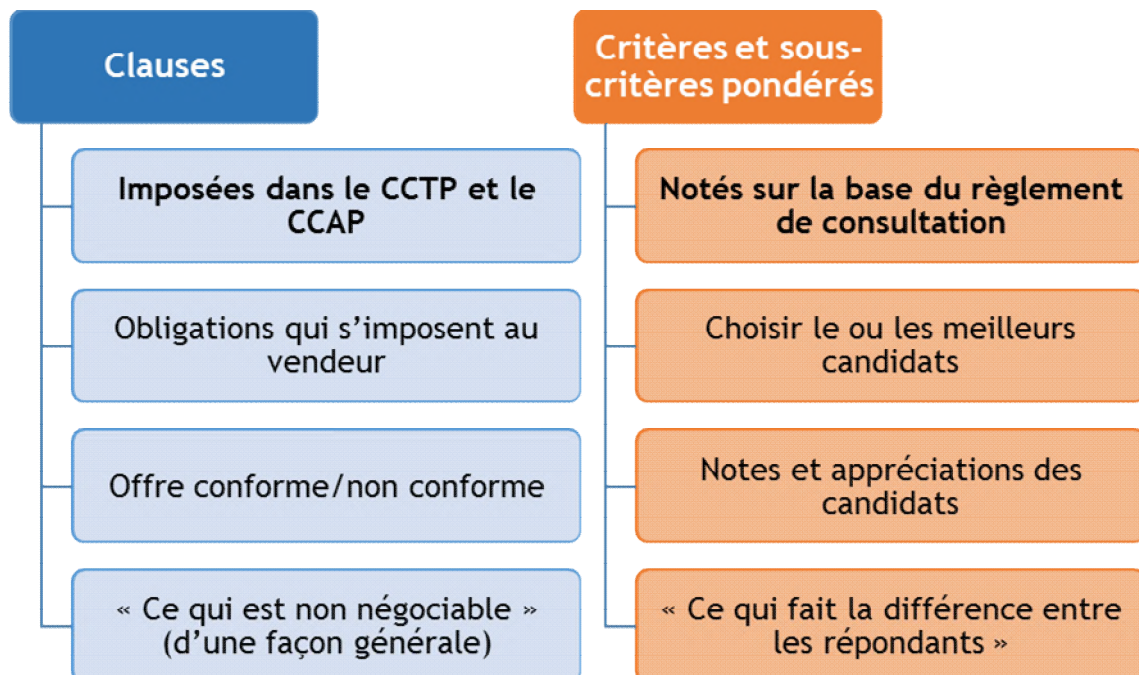 Clauses
Imposées dans le CCTP et le
CCAP
Obligations qui s’imposent au
vendeur
Offre conforme/non conforme
« Ce qui est non négociable »
(d’une façon générale)
Critères et sous-
critères pondérés
Notés sur la base du règlement
de consultation
Choisir le ou les meilleurs
candidats
Notes et appréciations des
candidats
« Ce qui fait la différence entre
les répondants »